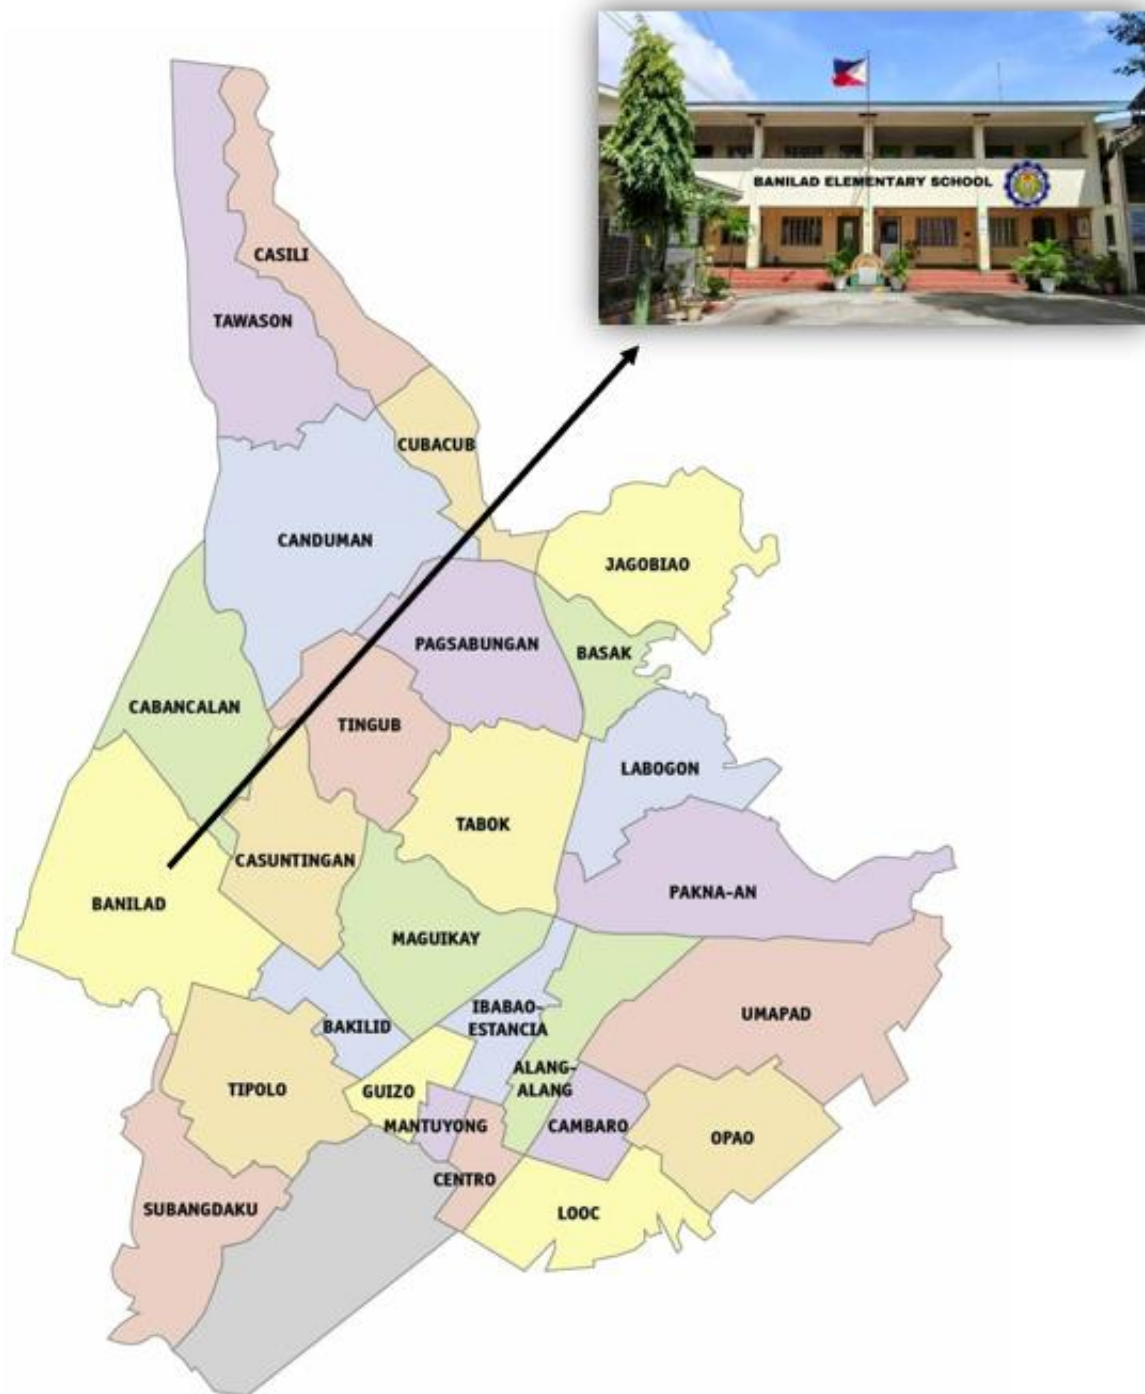 BANILAD ELEMENTARY SCHOOL
CASILI
TAWASON
CUBACUB
CANDUMAN
JAGOBIAO
PAGSABUNGAN
BASAK
CABANCALAN
TINGUB
LABOGON
TABOK
CASUNTINGAN
PAKNA-AN
BANILAD
MAGUIKAY
IBABAO-
ESTANCIA
UMAPAD
BAKILID
ALANG-
ALANG
TIPOLO
GUIZO
MANTUYONG
CAMBARO
OPAO
CENTRO
SUBANGDAKU
LOOC